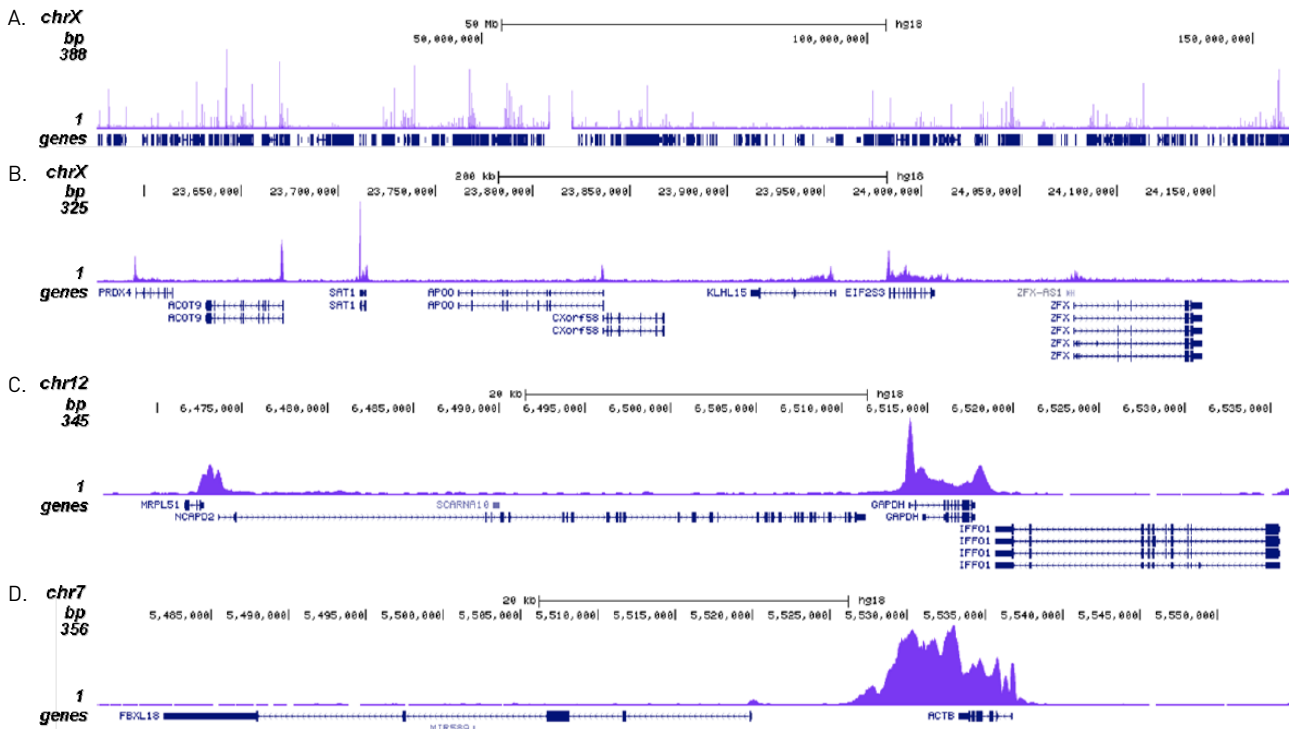 A. chrX 50 Mb hg18
bp 50,000,000 100,000,000 150,000,000
388
1
genes
B. chrX 200 kb hg18
bp 23,650,000 23,700,000 23,750,000 23,800,000 23,850,000 23,900,000 23,950,000 24,000,000 24,050,000 24,100,000 24,150,000
325
1
genes PRDX4 SAT1 APOO KLHL15 EIF2S3 ZFX-AS1
ACOT9 SAT1 APOO ZFX
ACOT9 CXorf58 ZFX
CXorf58 ZFX
ZFX
ZFX
C. chr12 20 kb hg18
bp 6,475,000 6,480,000 6,485,000 6,490,000 6,495,000 6,500,000 6,505,000 6,510,000 6,515,000 6,520,000 6,525,000 6,530,000 6,535,000
345
1
genes MRPL51 SCARNA10 GAPDH
NCAPD2 GAPDH
IFFO1
IFFO1
IFFO1
IFFO1
D. chr7 20 kb hg18
bp 5,485,000 5,490,000 5,495,000 5,500,000 5,505,000 5,510,000 5,515,000 5,520,000 5,525,000 5,530,000 5,535,000 5,540,000 5,545,000 5,550,000
356
1
genes FBXL18 ACTB
MIR589